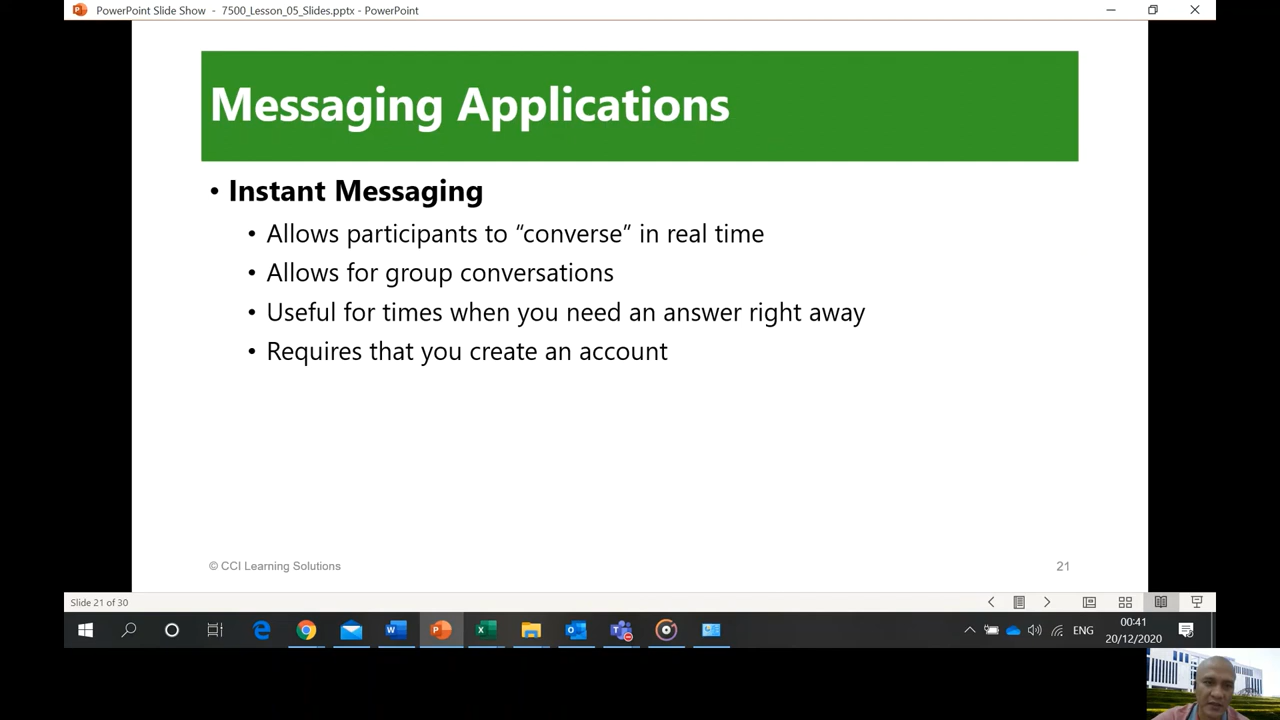 PowerPoint Slide Show - 7500_Lesson_05_Slides.pptx - PowerPoint
Messaging Applications
• Instant Messaging
• Allows participants to “converse” in real time
• Allows for group conversations
• Useful for times when you need an answer right away
• Requires that you create an account
© CCI Learning Solutions
21
Slide 21 of 30
ENG
00:41
20/12/2020